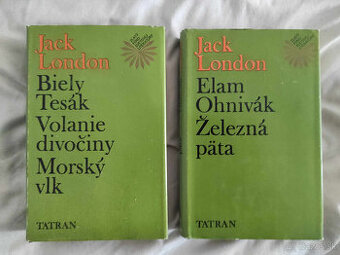 Jack
London
Biely
Tesák
Volanie
divočiny
Morský
vlk
TATRAN
Jack
London
Elam
Ohnivák
Železná
päta
TATRAN